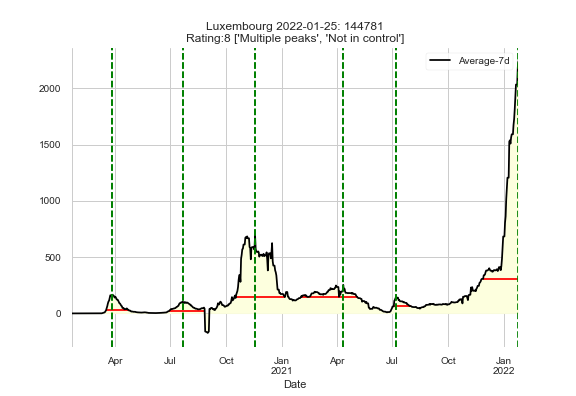 Luxembourg 2022-01-25: 144781
Rating:8 ['Multiple peaks', 'Not in control']
Average-7d
2000
1500
1000
500
0
Apr Jul Oct Jan Apr Jul Oct Jan
2021 2022
Date